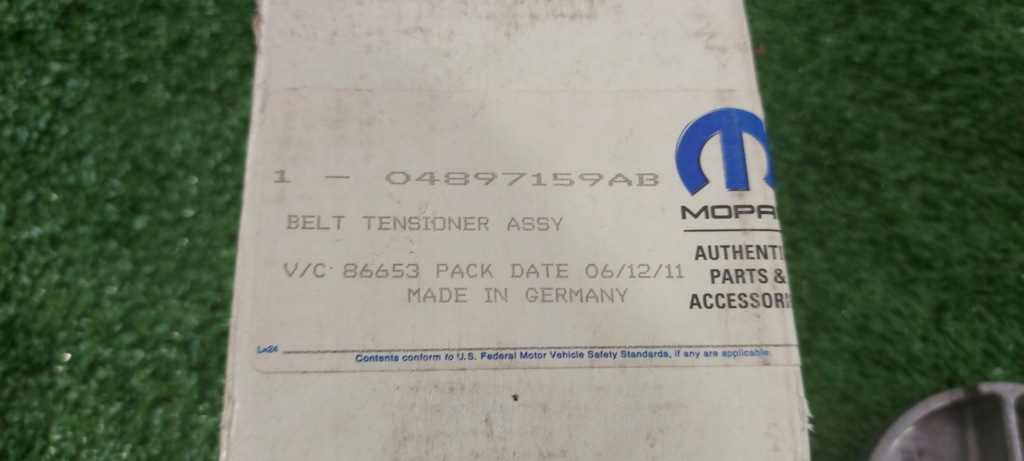 1 - 04897159AB
BELT TENSIONER ASSY
V/C 86653 PACK DATE 06/12/11
MADE IN GERMANY
MOPA
AUTHENTI
PARTS &
ACCESSORI
Contents conform to U.S. Federal Motor Vehicle Safety Standards, if any are applicable.